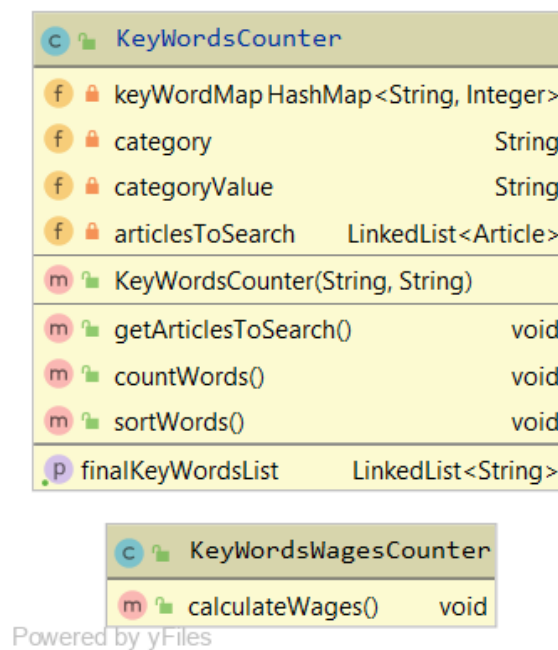 KeyWordsCounter
keyWordMap HashMap<String, Integer>
category String
categoryValue String
articlesToSearch LinkedList<Article>
KeyWordsCounter(String, String)
getArticlesToSearch() void
countWords() void
sortWords() void
finalKeyWordsList LinkedList<String>
KeyWordsWagesCounter
calculateWages() void
Powered by yFiles